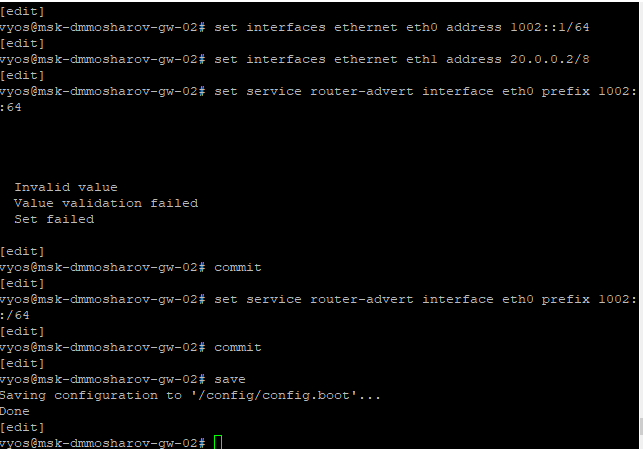 [edit]
vyos@msk-dmmosharov-gw-02# set interfaces ethernet eth0 address 1002::1/64
[edit]
vyos@msk-dmmosharov-gw-02# set interfaces ethernet eth1 address 20.0.0.2/8
[edit]
vyos@msk-dmmosharov-gw-02# set service router-advert interface eth0 prefix 1002:
:64
Invalid value
Value validation failed
Set failed
[edit]
vyos@msk-dmmosharov-gw-02# commit
[edit]
vyos@msk-dmmosharov-gw-02# set service router-advert interface eth0 prefix 1002:
:/64
[edit]
vyos@msk-dmmosharov-gw-02# commit
[edit]
vyos@msk-dmmosharov-gw-02# save
Saving configuration to '/config/config.boot'...
Done
[edit]
vyos@msk-dmmosharov-gw-02#